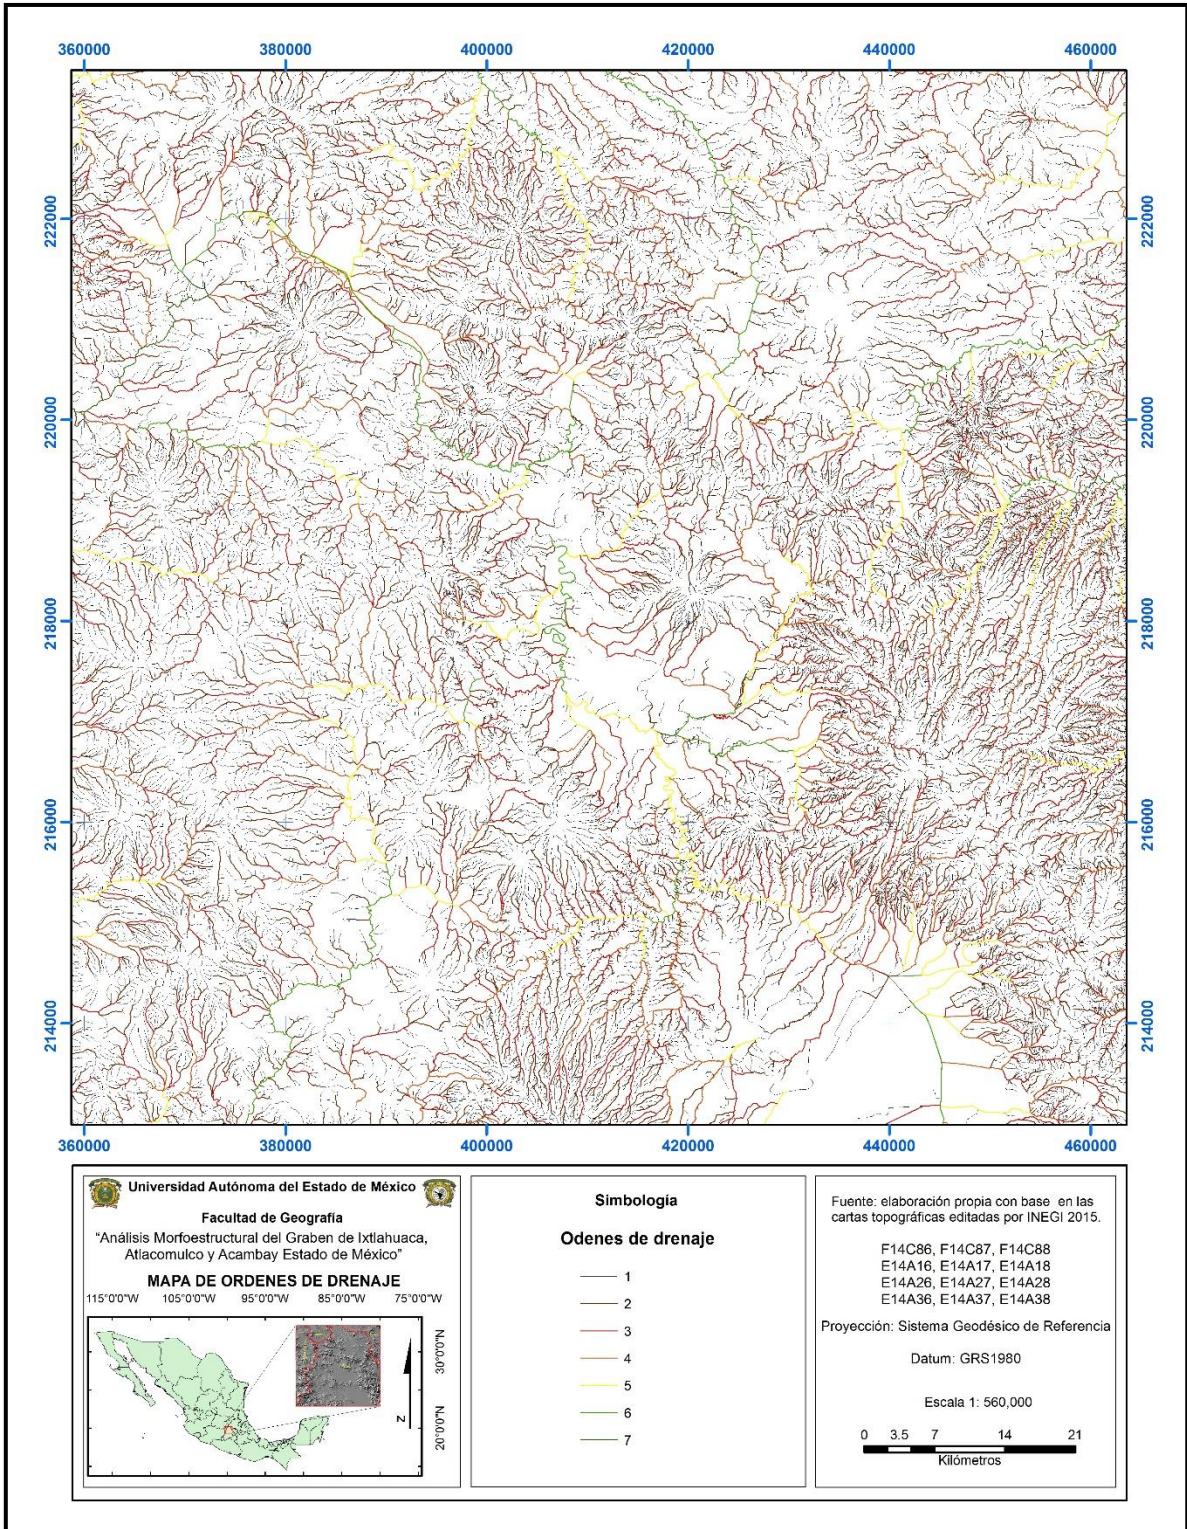 360000 380000 400000 420000 440000 460000
222000 222000
220000 220000
218000 218000
216000 216000
214000 214000
360000 380000 400000 420000 440000 460000
Universidad Autónoma del Estado de México
Facultad de Geografía
"Análisis Morfoestructural del Graben de Ixtlahuaca,
Atlacomulco y Acambay Estado de México"
MAPA DE ORDENES DE DRENAJE
115°0'0"W 105°0'0"W 95°0'0"W 85°0'0"W 75°0'0"W
30°0'0"N
20°0'0"N
N
Simbología
Odenes de drenaje
1
2
3
4
5
6
7
Fuente: elaboración propia con base en las
cartas topográficas editadas por INEGI 2015.
F14C86, F14C87, F14C88
E14A16, E14A17, E14A18
E14A26, E14A27, E14A28
E14A36, E14A37, E14A38
Proyección: Sistema Geodésico de Referencia
Datum: GRS1980
Escala 1: 560,000
0 3.5 7 14 21
Kilómetros